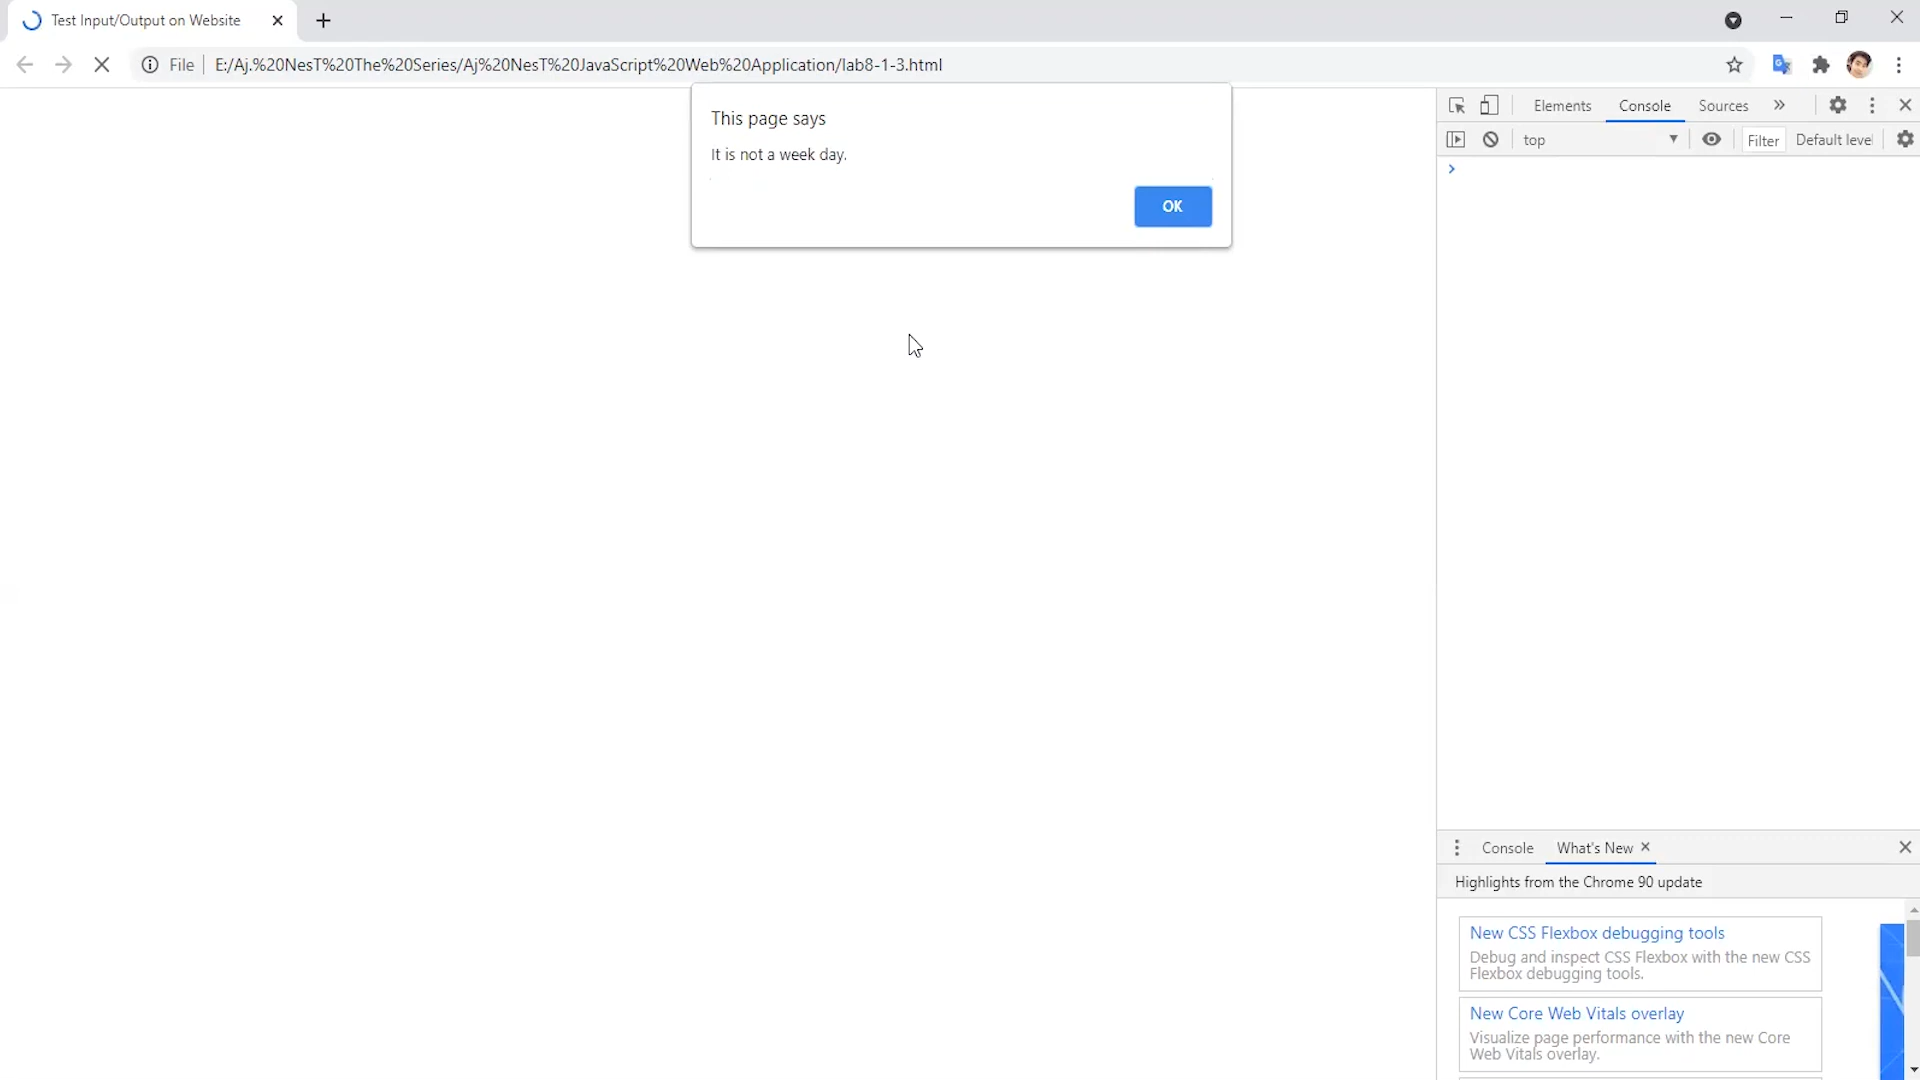 Test Input/Output on Website
File
E:/Aj.%20NesT%20The%20Series/Aj%20NesT%20JavaScript%20Web%20Application/lab8-1-3.html
This page says
It is not a week day.
OK
Elements Console Sources
top
Filter
Default leve
Console What's New
Highlights from the Chrome 90 update
New CSS Flexbox debugging tools
Debug and inspect CSS Flexbox with the new CSS
Flexbox debugging tools.
New Core Web Vitals overlay
Visualize page performance with the new Core
Web Vitals overlay.